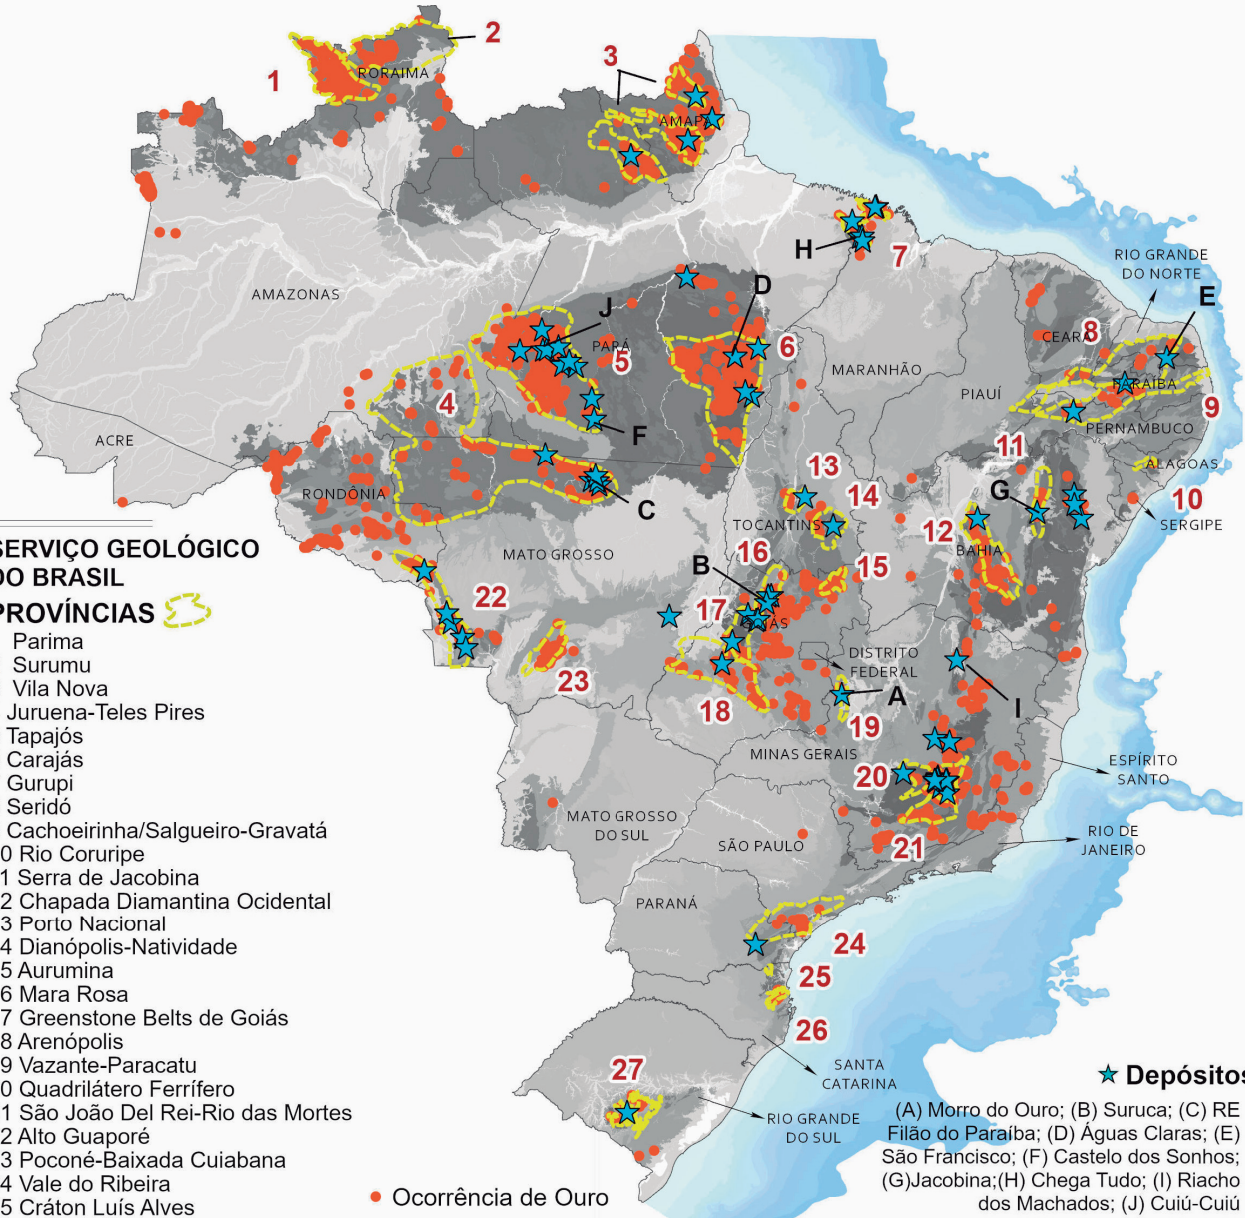 1
2
3
RORAIMA
AMAPÁ
H
7
RIO GRANDE
DO NORTE
AMAZONAS
D
J
E
PARÁ
5
6
CEARÁ
8
MARANHÃO
PARAÍBA
PIAUÍ
4
9
F
PERNAMBUCO
ACRE
11
ALAGOAS
13
14
G
10
RONDÔNIA
C
TOCANTINS
SERGIPE
12
BAHIA
MATO GROSSO
16
B
15
22
17
GOIÁS
DISTRITO
FEDERAL
23
18
A
19
I
MINAS GERAIS
20
ESPÍRITO
SANTO
MATO GROSSO
DO SUL
SÃO PAULO
21
RIO DE
JANEIRO
PARANÁ
24
25
26
SANTA
CATARINA
27
RIO GRANDE
DO SUL
SERVIÇO GEOLÓGICO
DO BRASIL
PROVÍNCIAS
Parima
Surumu
Vila Nova
Juruena-Teles Pires
Tapajós
Carajás
Gurupi
Seridó
Cachoeirinha/Salgueiro-Gravatá
0 Rio Coruripe
1 Serra de Jacobina
2 Chapada Diamantina Ocidental
3 Porto Nacional
4 Dianópolis-Natividade
5 Aurumina
6 Mara Rosa
7 Greenstone Belts de Goiás
8 Arenópolis
9 Vazante-Paracatu
0 Quadrilátero Ferrífero
1 São João Del Rei-Rio das Mortes
2 Alto Guaporé
3 Poconé-Baixada Cuiabana
4 Vale do Ribeira
5 Cráton Luís Alves
Ocorrência de Ouro
Depósitos
(A) Morro do Ouro; (B) Suruca; (C) RE
Filão do Paraíba; (D) Águas Claras; (E)
São Francisco; (F) Castelo dos Sonhos;
(G)Jacobina;(H) Chega Tudo; (I) Riacho
dos Machados; (J) Cuiú-Cuiú